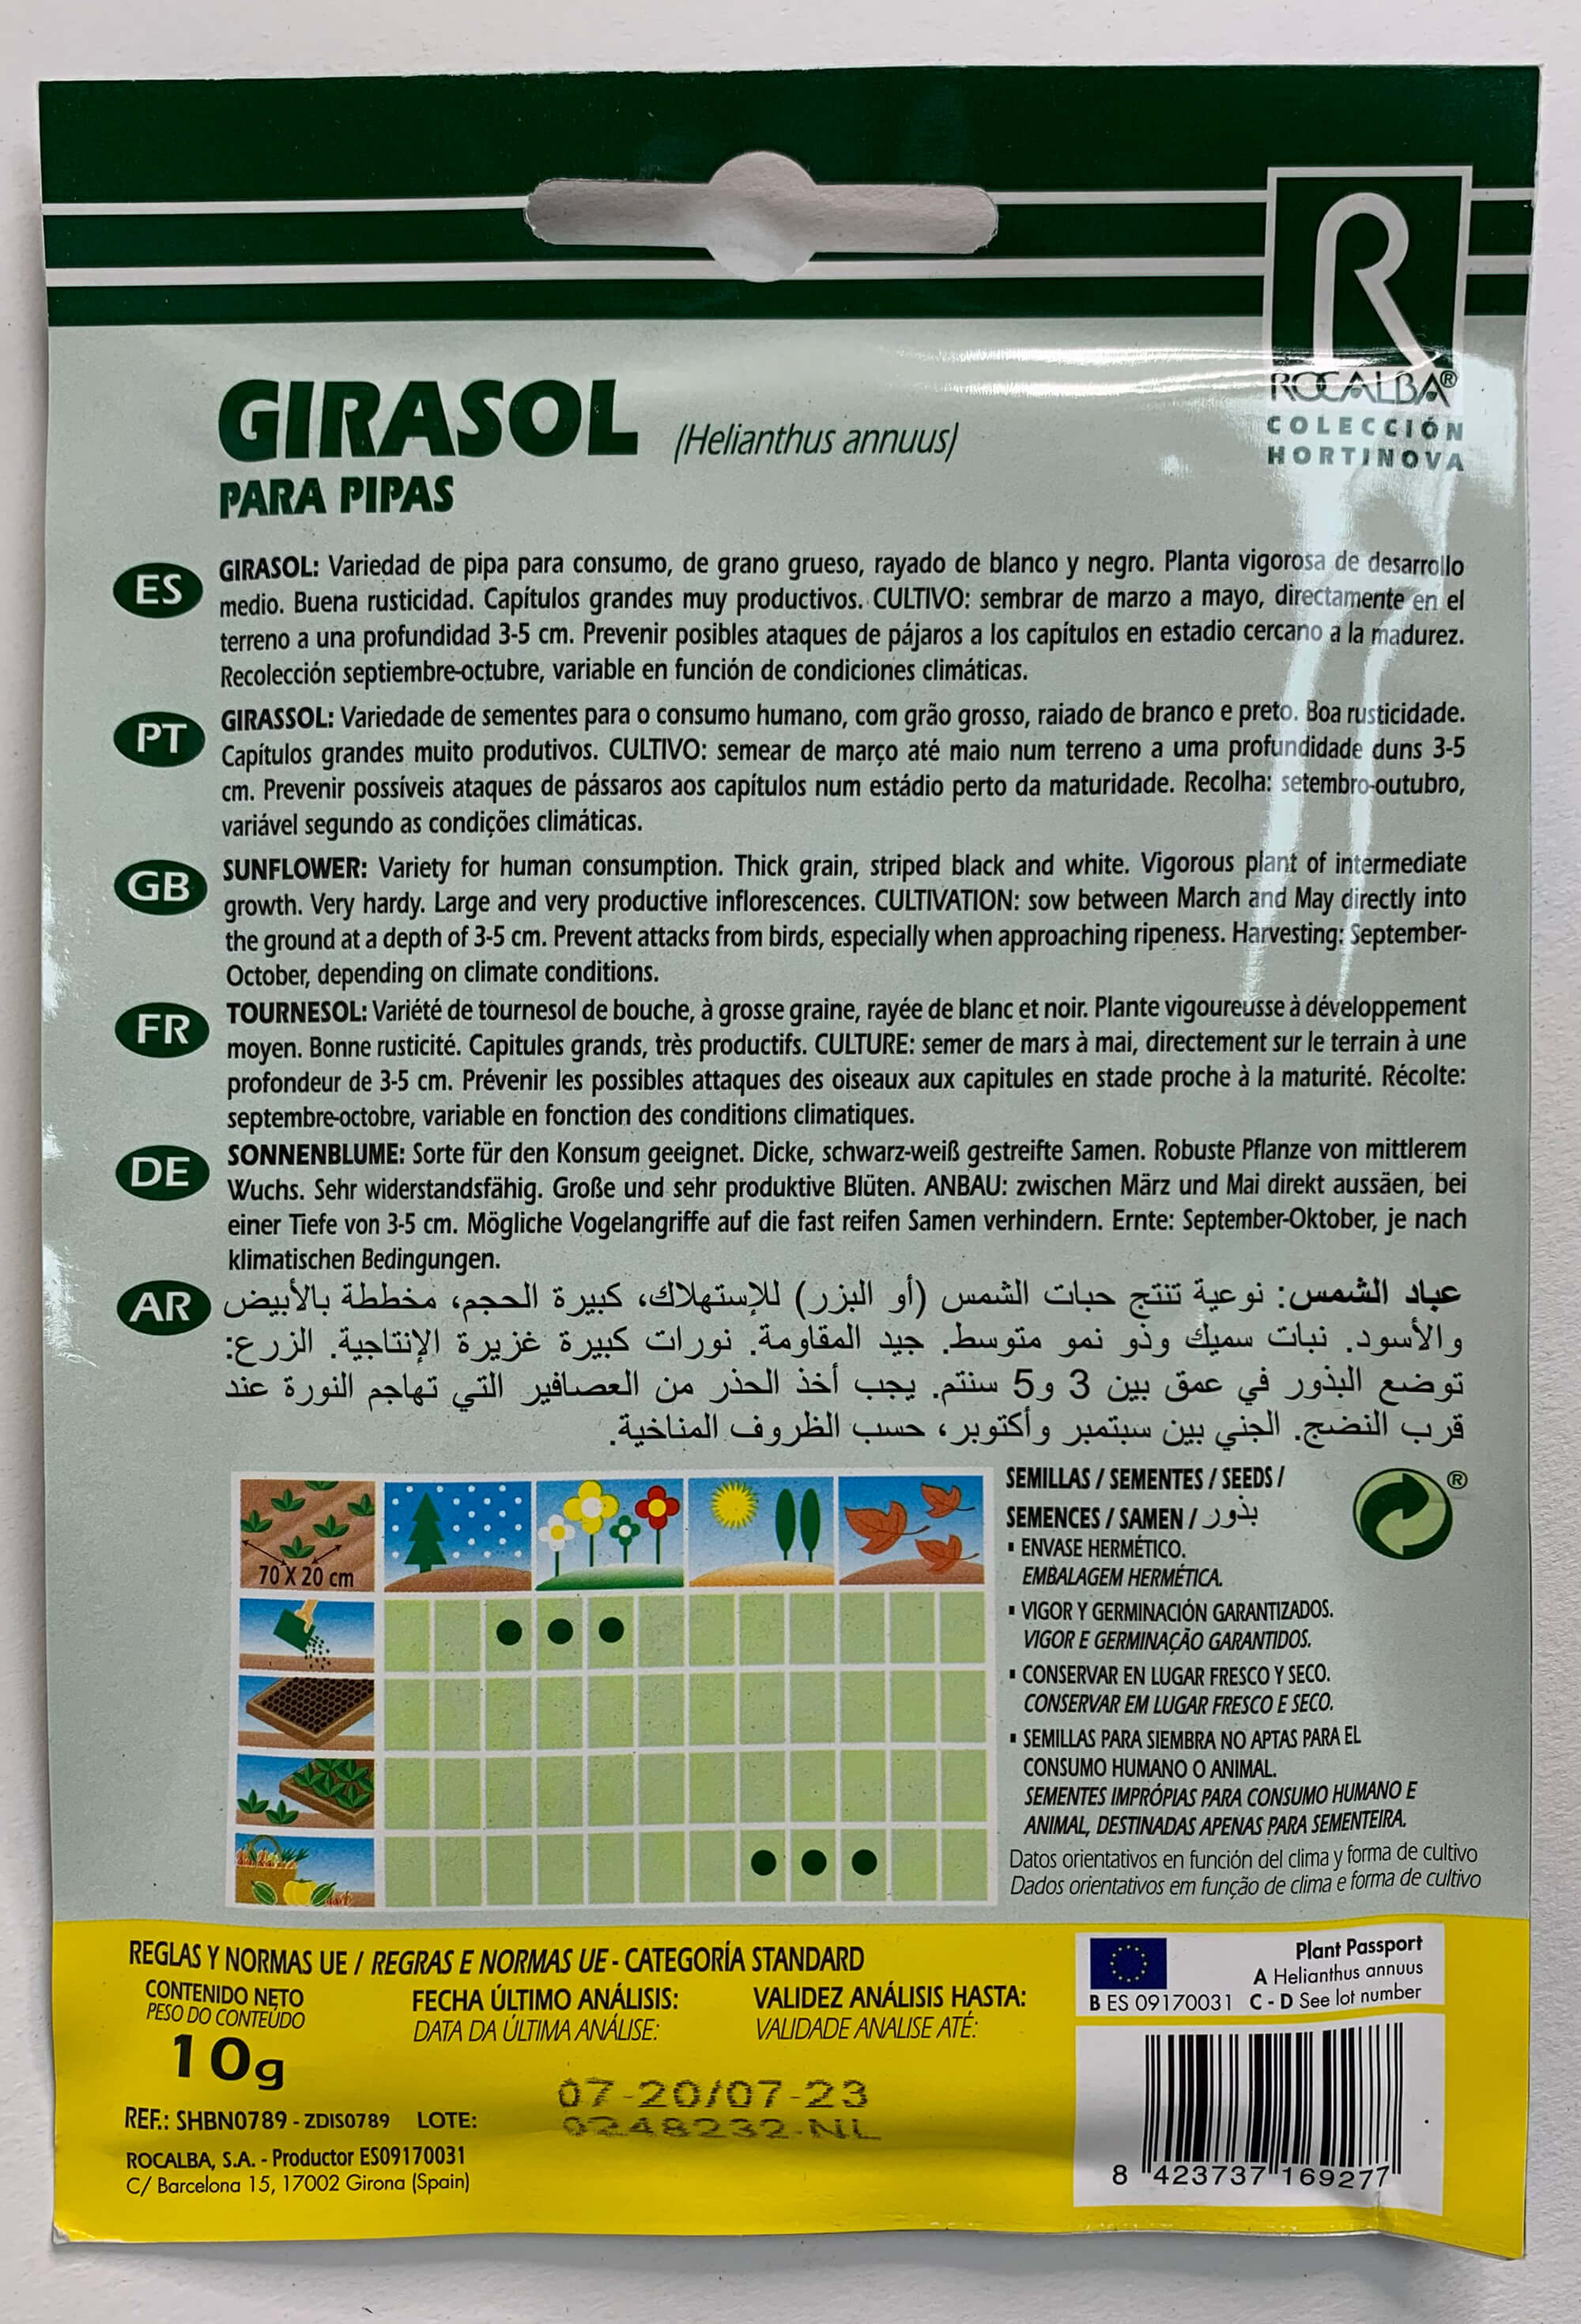 R
ROCALBA®
COLECCIÓN
HORTINOVA
GIRASOL (Helianthus annuus)
PARA PIPAS
ES
GIRASOL: Variedad de pipa para consumo, de grano grueso, rayado de blanco y negro. Planta vigorosa de desarrollo
medio. Buena rusticidad. Capítulos grandes muy productivos. CULTIVO: sembrar de marzo a mayo, directamente en el
terreno a una profundidad 3-5 cm. Prevenir posibles ataques de pájaros a los capítulos en estadio cercano a la madurez.
Recolección septiembre-octubre, variable en función de condiciones climáticas.
PT
GIRASSOL: Variedade de sementes para o consumo humano, com grão grosso, raiado de branco e preto. Boa rusticidade.
Capítulos grandes muito produtivos. CULTIVO: semear de março até maio num terreno a uma profundidade duns 3-5
cm. Prevenir possíveis ataques de pássaros aos capítulos num estádio perto da maturidade. Recolha: setembro-outubro,
variável segundo as condições climáticas.
GB
SUNFLOWER: Variety for human consumption. Thick grain, striped black and white. Vigorous plant of intermediate
growth. Very hardy. Large and very productive inflorescences. CULTIVATION: sow between March and May directly into
the ground at a depth of 3-5 cm. Prevent attacks from birds, especially when approaching ripeness. Harvesting: September-
October, depending on climate conditions.
FR
TOURNESOL: Variété de tournesol de bouche, à grosse graine, rayée de blanc et noir. Plante vigoureusse à développement
moyen. Bonne rusticité. Capitules grands, très productifs. CULTURE: semer de mars à mai, directement sur le terrain à une
profondeur de 3-5 cm. Prévenir les possibles attaques des oiseaux aux capitules en stade proche à la maturité. Récolte:
septembre-octobre, variable en fonction des conditions climatiques.
DE
SONNENBLUME: Sorte für den Konsum geeignet. Dicke, schwarz-weiß gestreifte Samen. Robuste Pflanze von mittlerem
Wuchs. Sehr widerstandsfähig. Große und sehr produktive Blüten. ANBAU: zwischen März und Mai direkt aussäen, bei
einer Tiefe von 3-5 cm. Mögliche Vogelangriffe auf die fast reifen Samen verhindern. Ernte: September-Oktober, je nach
klimatischen Bedingungen.
AR
عباد الشمس: نوعية تنتج حبات الشمس (أو البزر) للإستهلاك، كبيرة الحجم، مخططة بالأبيض
والأسود. نبات سميك وذو نمو متوسط. جيد المقاومة. نورات كبيرة غزيرة الإنتاجية. الزرع:
توضع البذور في عمق بين 3 و5 سنتم. يجب أخذ الحذر من العصافير التي تهاجم النورة عند
قرب النضج. الجني بين سبتمبر وأكتوبر، حسب الظروف المناخية.
70 X 20 cm
SEMILLAS / SEMENTES / SEEDS /
SEMENCES / SAMEN / بذور
®
▪ ENVASE HERMÉTICO.
EMBALAGEM HERMÉTICA.
▪ VIGOR Y GERMINACIÓN GARANTIZADOS.
VIGOR E GERMINAÇÃO GARANTIDOS.
▪ CONSERVAR EN LUGAR FRESCO Y SECO.
CONSERVAR EM LUGAR FRESCO E SECO.
▪ SEMILLAS PARA SIEMBRA NO APTAS PARA EL
CONSUMO HUMANO O ANIMAL.
SEMENTES IMPRÓPIAS PARA CONSUMO HUMANO E
ANIMAL, DESTINADAS APENAS PARA SEMENTEIRA.
Datos orientativos en función del clima y forma de cultivo
Dados orientativos em função de clima e forma de cultivo
REGLAS Y NORMAS UE / REGRAS E NORMAS UE - CATEGORÍA STANDARD
CONTENIDO NETO
PESO DO CONTEÚDO
10g
FECHA ÚLTIMO ANÁLISIS:
DATA DA ÚLTIMA ANÁLISE:
VALIDEZ ANÁLISIS HASTA:
VALIDADE ANALISE ATÉ:
07-20/07-23
REF.: SHBN0789 - ZDIS0789 LOTE: 0248232-NL
ROCALBA, S.A. - Productor ES09170031
C/ Barcelona 15, 17002 Girona (Spain)
Plant Passport
A Helianthus annuus
B ES 09170031 C - D See lot number
8 423737 169277